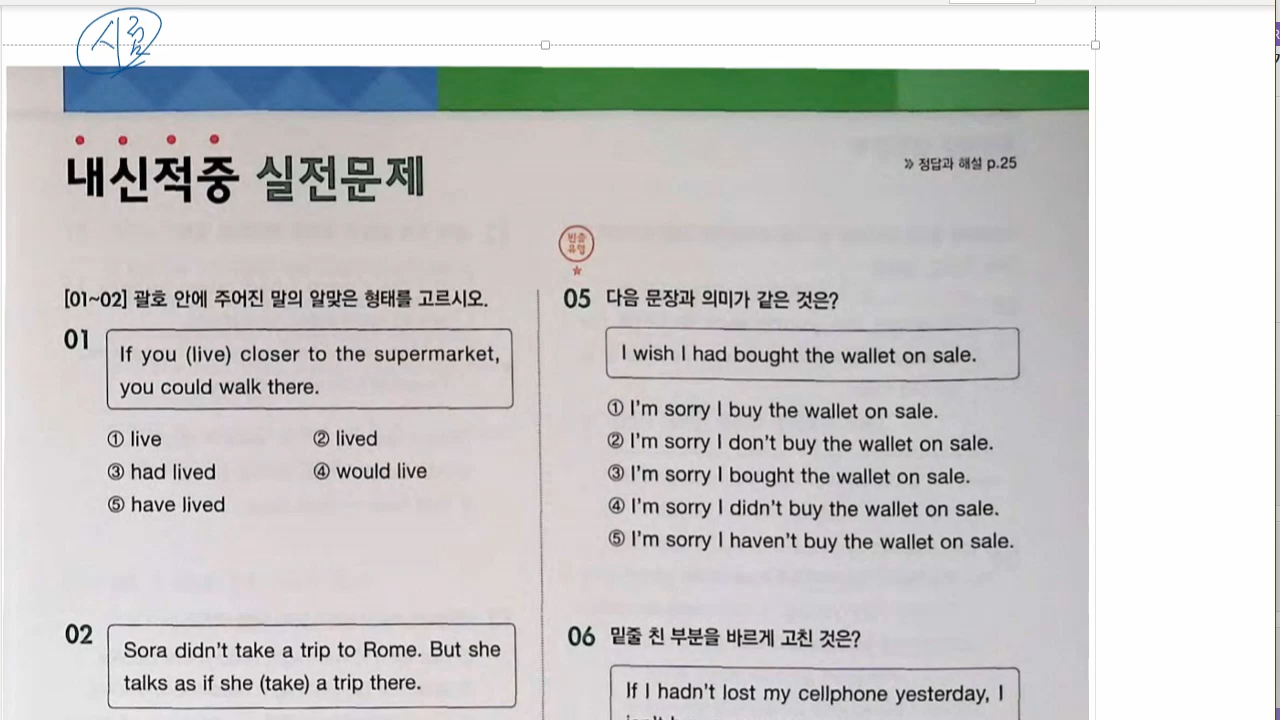 시험
내신적중 실전문제
» 정답과 해설 p.25
[01~02] 괄호 안에 주어진 말의 알맞은 형태를 고르시오.
01
If you (live) closer to the supermarket,
you could walk there.
① live ② lived
③ had lived ④ would live
⑤ have lived
02
Sora didn't take a trip to Rome. But she
talks as if she (take) a trip there.
빈출
유형
05 다음 문장과 의미가 같은 것은?
I wish I had bought the wallet on sale.
① I'm sorry I buy the wallet on sale.
② I'm sorry I don't buy the wallet on sale.
③ I'm sorry I bought the wallet on sale.
④ I'm sorry I didn't buy the wallet on sale.
⑤ I'm sorry I haven't buy the wallet on sale.
06 밑줄 친 부분을 바르게 고친 것은?
If I hadn't lost my cellphone yesterday, I